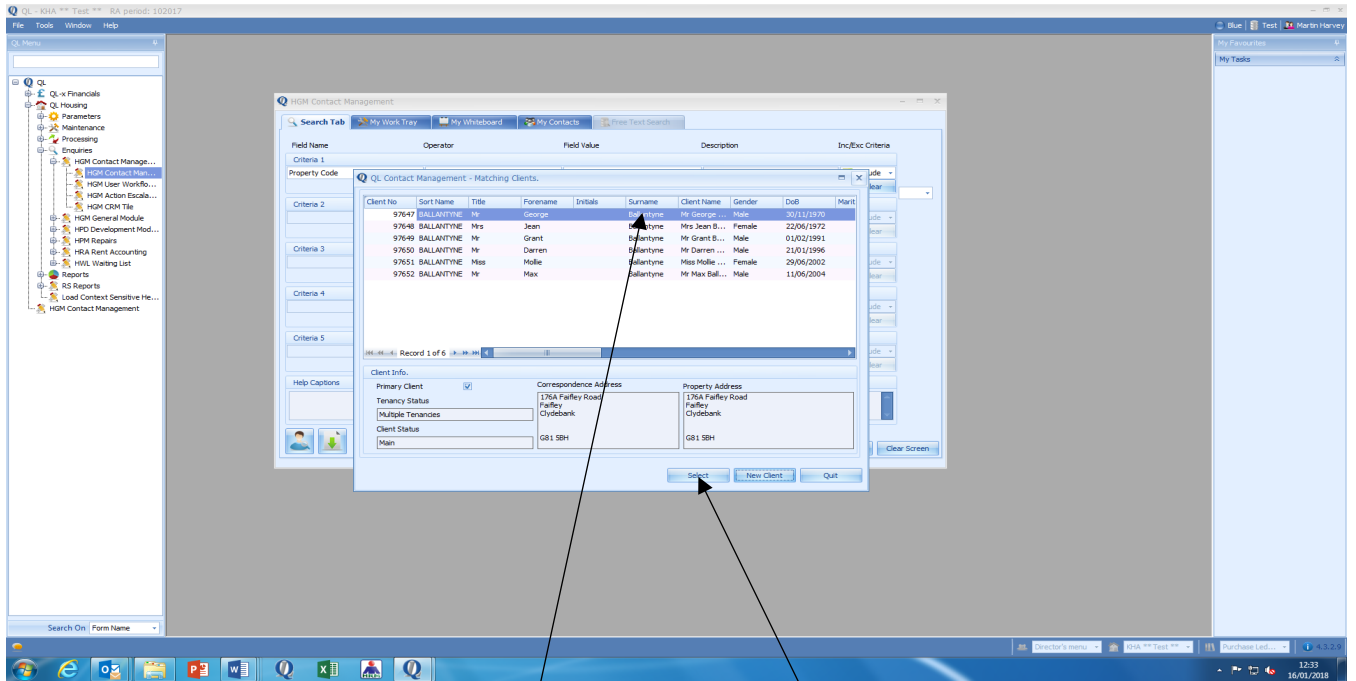 QL - KHA ** Test ** RA period: 102017
File Tools Window Help
Blue Test Martin Harvey
QL Menu
My Favourites
My Tasks
QL
QL-x Financials
QL Housing
Parameters
Maintenance
Processing
Enquiries
HGM Contact Manage...
HGM Contact Man...
HGM User Workflo...
HGM Action Escala...
HGM CRM Tile
HGM General Module
HPD Development Mod...
HPM Repairs
HRA Rent Accounting
HWL Waiting List
Reports
RS Reports
Load Context Sensitive He...
HGM Contact Management
HGM Contact Management
Search Tab My Work Tray My Whiteboard My Contacts Free Text Search
Field Name Operator Field Value Description Inc/Exc Criteria
Criteria 1
Property Code ude
lear
Criteria 2
ude
lear
Criteria 3
ude
lear
Criteria 4
ude
lear
Criteria 5
ude
lear
Help Captions
Clear Screen
QL Contact Management - Matching Clients.
Client No Sort Name Title Forename Initials Surname Client Name Gender DoB Marit
97647 BALLANTYNE Mr George Ballantyne Mr George ... Male 30/11/1970
97648 BALLANTYNE Mrs Jean Ballantyne Mrs Jean B... Female 22/06/1972
97649 BALLANTYNE Mr Grant Ballantyne Mr Grant B... Male 01/02/1991
97650 BALLANTYNE Mr Darren Ballantyne Mr Darren ... Male 21/01/1996
97651 BALLANTYNE Miss Mollie Ballantyne Miss Mollie ... Female 29/06/2002
97652 BALLANTYNE Mr Max Ballantyne Mr Max Ball... Male 11/06/2004
Record 1 of 6
Client Info.
Primary Client Correspondence Address Property Address
Tenancy Status
Multiple Tenancies
Client Status
Main
176A Faifley Road
Faifley
Clydebank
G81 5BH
176A Faifley Road
Faifley
Clydebank
G81 5BH
Select New Client Quit
Search On Form Name
Director's menu KHA ** Test ** Purchase Led... 4.3.2.9
12:33
16/01/2018